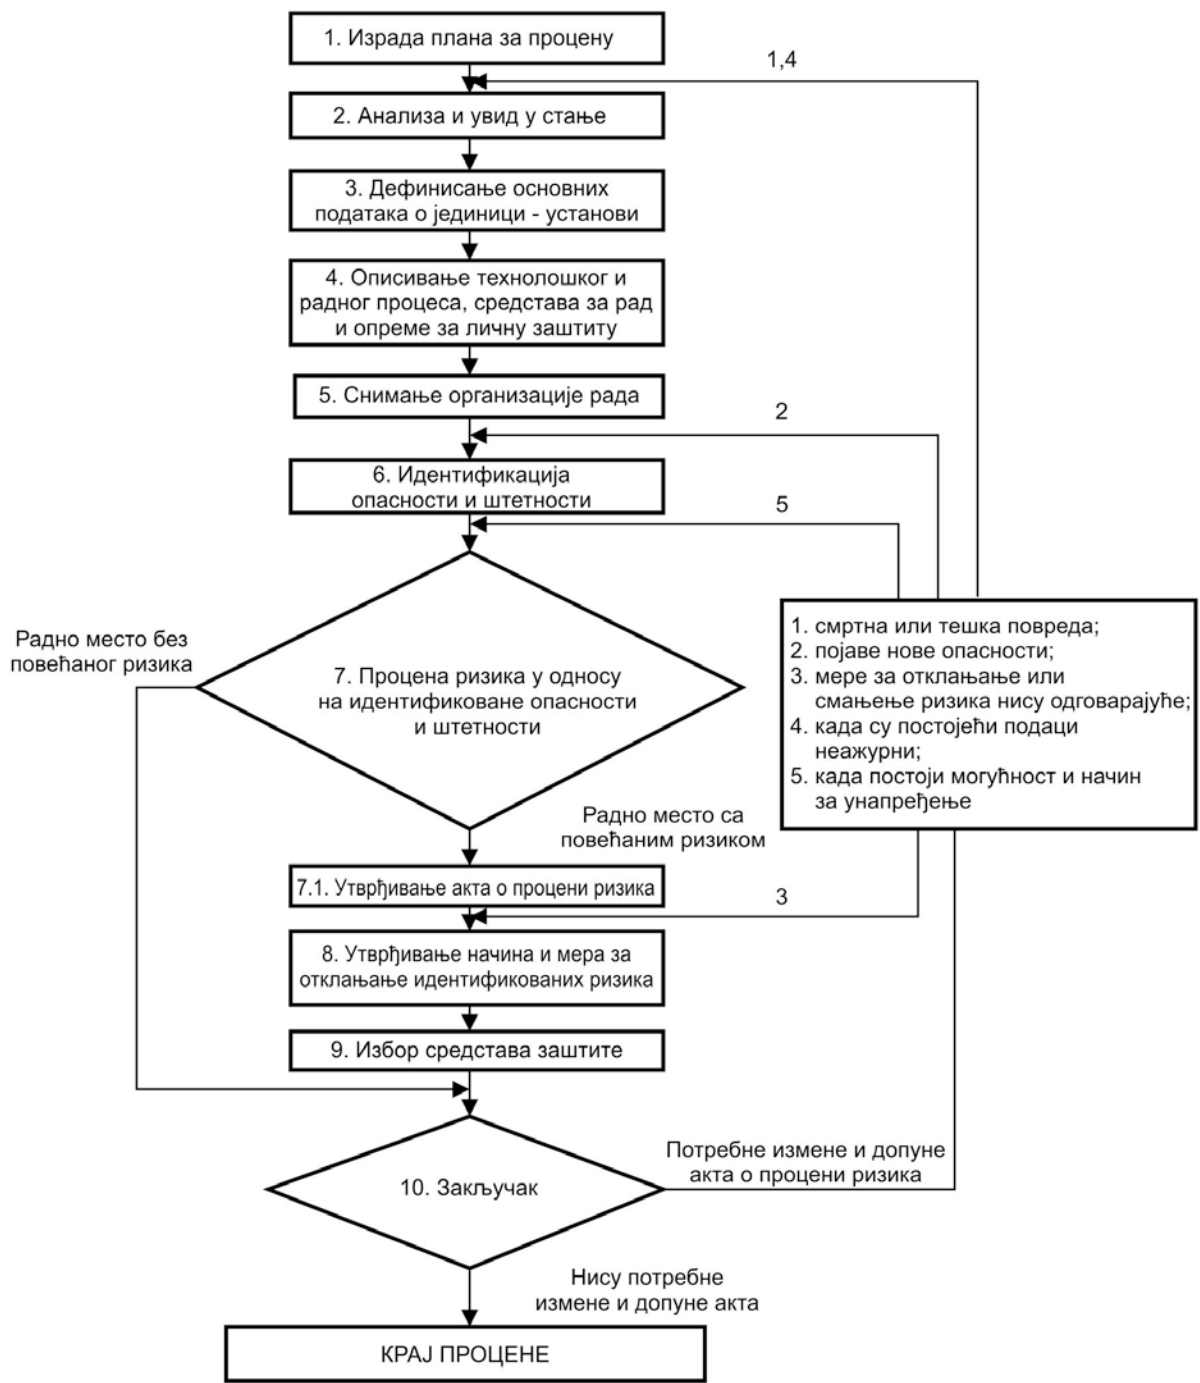 1. Израда плана за процену
1,4
2. Анализа и увид у стање
3. Дефинисање основних
података о јединици - установи
4. Описивање технолошког и
радног процеса, средстава за рад
и опреме за личну заштиту
5. Снимање организације рада
2
6. Идентификација
опасности и штетности
5
Радно место без
повећаног ризика
7. Процена ризика у односу
на идентификоване опасности
и штетности
1. смртна или тешка повреда;
2. појаве нове опасности;
3. мере за отклањање или
смањење ризика нису одговарајуће;
4. када су постојећи подаци
неажурни;
5. када постоји могућност и начин
за унапређење
Радно место са
повећаним ризиком
7.1. Утврђивање акта о процени ризика
3
8. Утврђивање начина и мера за
отклањање идентификованих ризика
9. Избор средстава заштите
10. Закључак
Потребне измене и допуне
акта о процени ризика
Нису потребне
измене и допуне акта
КРАЈ ПРОЦЕНЕ